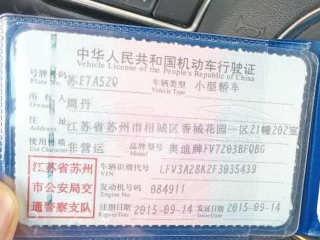 中华人民共和国机动车行驶证
Vehicle License of the People's Republic of China
号牌号码 苏E7A52Q 车辆类型 小型轿车
Plate No. Vehicle Type
所有人 周丹
Owner
住址 江苏省苏州市相城区香城花园一区21幢202室
Address
使用性质 非营运 品牌型号 奥迪牌FV7203BFQBG
Use Character Model
江苏省苏州 车辆识别代号 LFV3A28K2F3035439
VIN
市公安局交 发动机号码 084911
Engine No.
通警察支队 注册日期 2015-09-14 发证日期 2015-09-14
Register Date Issue Date